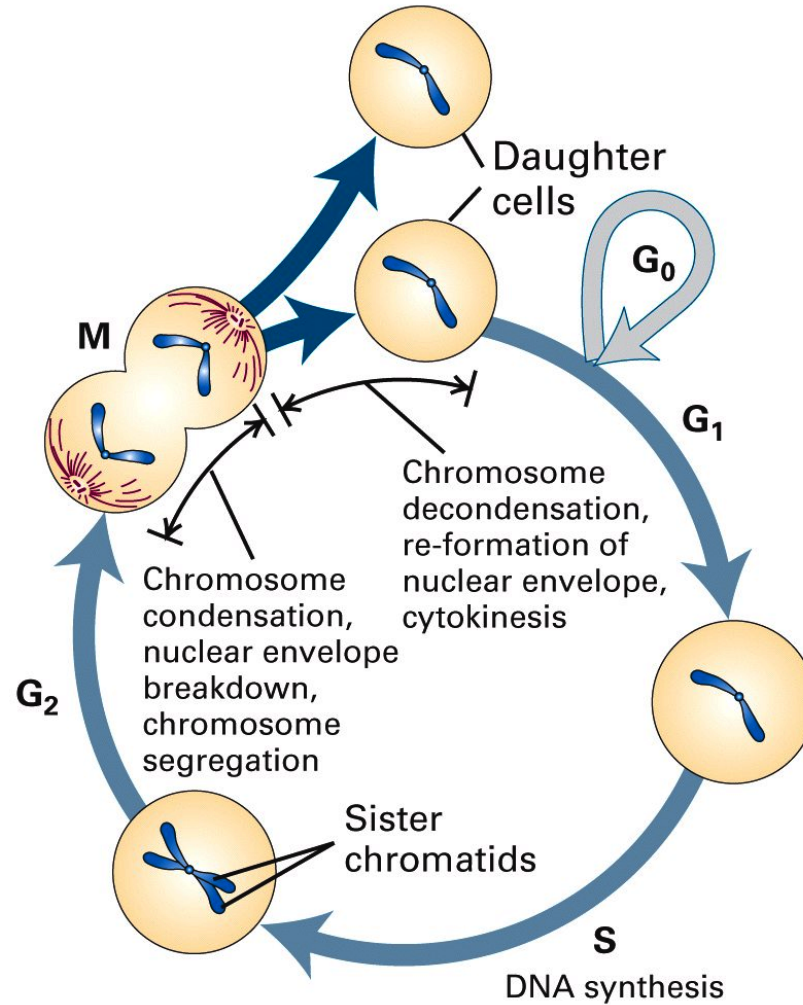 Daughter
cells
G₀
M
G₁
Chromosome
decondensation,
re-formation of
nuclear envelope,
cytokinesis
Chromosome
condensation,
nuclear envelope
breakdown,
chromosome
segregation
G₂
Sister
chromatids
S
DNA synthesis